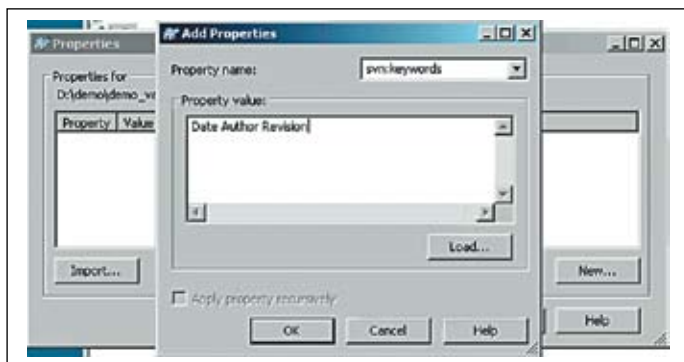 Properties
Add Properties
Properties for
D:\demo\
Property name:
svn:keywords
Property value:
Property Value
Date Author Revision
Load...
Import...
New...
Apply property recursively
OK
Cancel
Help
Help